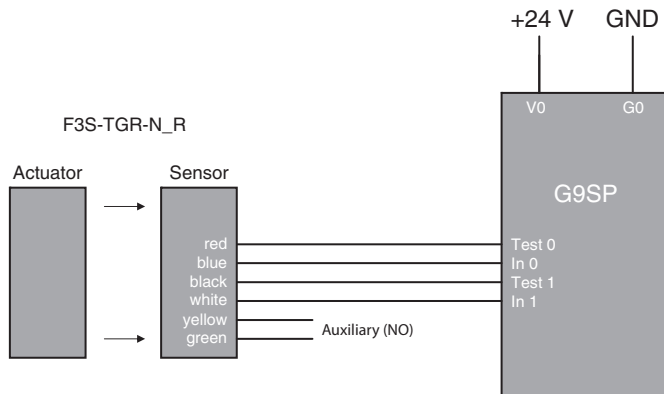 +24 V GND
V0 G0
F3S-TGR-N_R
Actuator Sensor
G9SP
red Test 0
blue In 0
black Test 1
white In 1
yellow
Auxiliary (NO)
green